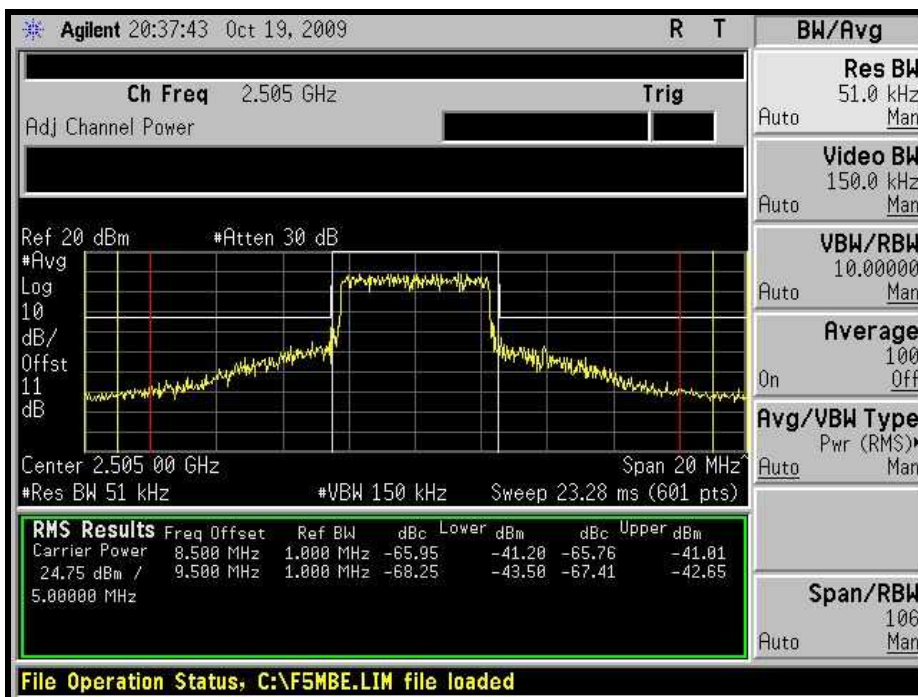 Agilent 20:37:43 Oct 19, 2009 R T
BW/Avg
Ch Freq 2.505 GHz Trig
Adj Channel Power
Ref 20 dBm #Atten 30 dB
#Avg
Log
10
dB/
Offst
11
dB
Center 2.505 00 GHz Span 20 MHz^
#Res BW 51 kHz #VBW 150 kHz Sweep 23.28 ms (601 pts)
RMS Results Freq Offset Ref BW dBc Lower dBm dBc Upper dBm
Carrier Power 8.500 MHz 1.000 MHz -65.95 -41.20 -65.76 -41.01
24.75 dBm / 9.500 MHz 1.000 MHz -68.25 -43.50 -67.41 -42.65
5.00000 MHz
Res BW
51.0 kHz
Auto Man
Video BW
150.0 kHz
Auto Man
VBW/RBW
10.00000
Auto Man
Average
100
On Off
Avg/VBW Type
Pwr (RMS)▸
Auto Man
Span/RBW
106
Auto Man
File Operation Status, C:\F5MBE.LIM file loaded